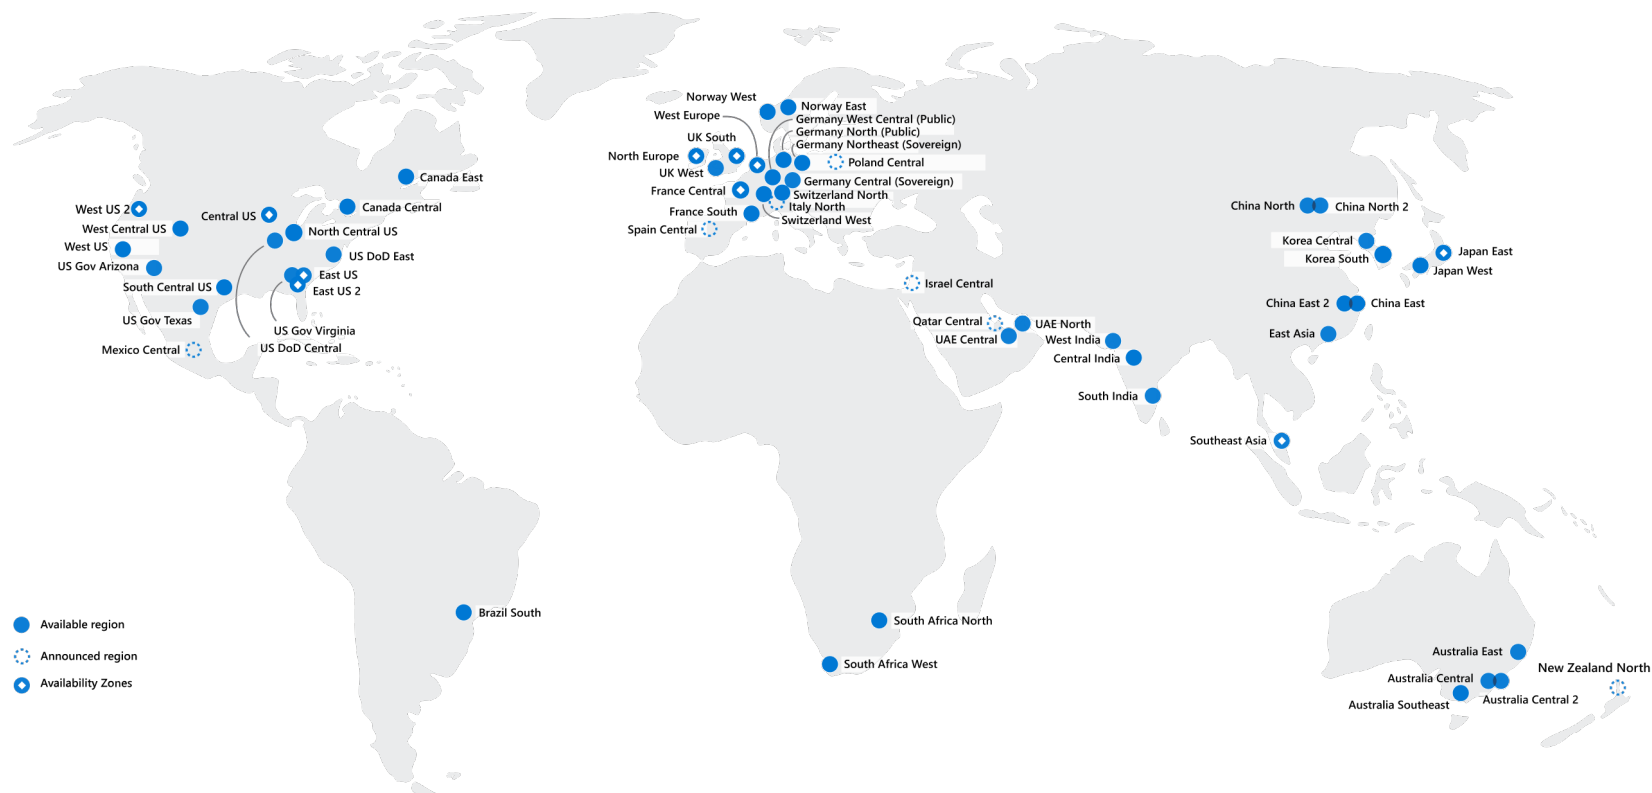 Norway West
Norway East
West Europe
Germany West Central (Public)
Germany North (Public)
UK South
Germany Northeast (Sovereign)
North Europe
Poland Central
UK West
Germany Central (Sovereign)
France Central
Switzerland North
Italy North
France South
Switzerland West
Spain Central
Canada East
West US 2
Canada Central
Central US
West Central US
North Central US
West US
US DoD East
US Gov Arizona
East US
South Central US
East US 2
US Gov Texas
US Gov Virginia
US DoD Central
Mexico Central
China North
China North 2
Korea Central
Korea South
Japan East
Japan West
Israel Central
China East 2
China East
Qatar Central
UAE North
UAE Central
West India
East Asia
Central India
South India
Southeast Asia
Brazil South
South Africa North
South Africa West
Australia East
New Zealand North
Australia Central
Australia Central 2
Australia Southeast
Available region
Announced region
Availability Zones